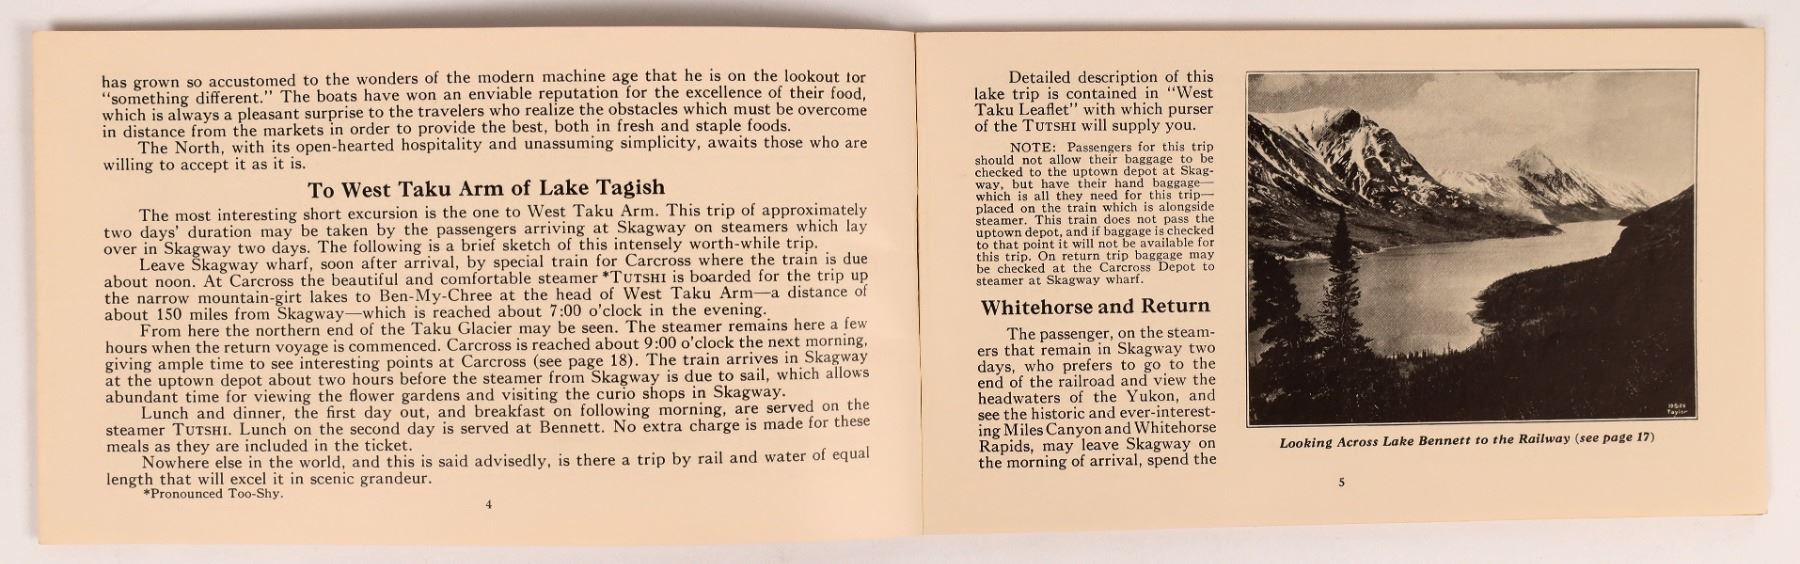 has grown so accustomed to the wonders of the modern machine age that he is on the lookout for
“something different.” The boats have won an enviable reputation for the excellence of their food,
which is always a pleasant surprise to the travelers who realize the obstacles which must be overcome
in distance from the markets in order to provide the best, both in fresh and staple foods.
The North, with its open-hearted hospitality and unassuming simplicity, awaits those who are
willing to accept it as it is.
To West Taku Arm of Lake Tagish
The most interesting short excursion is the one to West Taku Arm. This trip of approximately
two days’ duration may be taken by the passengers arriving at Skagway on steamers which lay
over in Skagway two days. The following is a brief sketch of this intensely worth-while trip.
Leave Skagway wharf, soon after arrival, by special train for Carcross where the train is due
about noon. At Carcross the beautiful and comfortable steamer *TUTSHI is boarded for the trip up
the narrow mountain-girt lakes to Ben-My-Chree at the head of West Taku Arm—a distance of
about 150 miles from Skagway—which is reached about 7:00 o’clock in the evening.
From here the northern end of the Taku Glacier may be seen. The steamer remains here a few
hours when the return voyage is commenced. Carcross is reached about 9:00 o’clock the next morning,
giving ample time to see interesting points at Carcross (see page 18). The train arrives in Skagway
at the uptown depot about two hours before the steamer from Skagway is due to sail, which allows
abundant time for viewing the flower gardens and visiting the curio shops in Skagway.
Lunch and dinner, the first day out, and breakfast on following morning, are served on the
steamer TUTSHI. Lunch on the second day is served at Bennett. No extra charge is made for these
meals as they are included in the ticket.
Nowhere else in the world, and this is said advisedly, is there a trip by rail and water of equal
length that will excel it in scenic grandeur.
*Pronounced Too-Shy.
4
Detailed description of this
lake trip is contained in “West
Taku Leaflet” with which purser
of the TUTSHI will supply you.
NOTE: Passengers for this trip
should not allow their baggage to be
checked to the uptown depot at Skag-
way, but have their hand baggage—
which is all they need for this trip—
placed on the train which is alongside
steamer. This train does not pass the
uptown depot, and if baggage is checked
to that point it will not be available for
this trip. On return trip baggage may
be checked at the Carcross Depot to
steamer at Skagway wharf.
Whitehorse and Return
The passenger, on the steam-
ers that remain in Skagway two
days, who prefers to go to the
end of the railroad and view the
headwaters of the Yukon, and
see the historic and ever-interest-
ing Miles Canyon and Whitehorse
Rapids, may leave Skagway on
the morning of arrival, spend the
Taylor
Looking Across Lake Bennett to the Railway (see page 17)
5